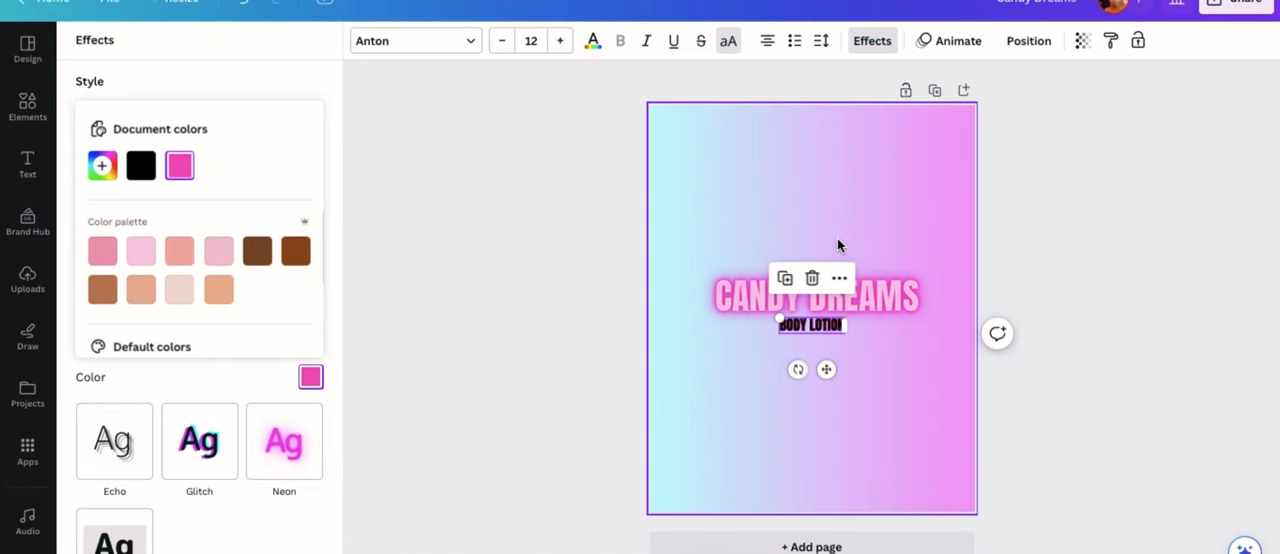 Home File Resize Candy Dreams Share
Design
Elements
Text
Brand Hub
Uploads
Draw
Projects
Apps
Audio
Effects
Style
Document colors
Color palette
Default colors
Color
Ag Ag Ag
Echo Glitch Neon
Ag
Anton 12 A B I U S aA Effects Animate Position
CANDY DREAMS
BODY LOTION
+ Add page